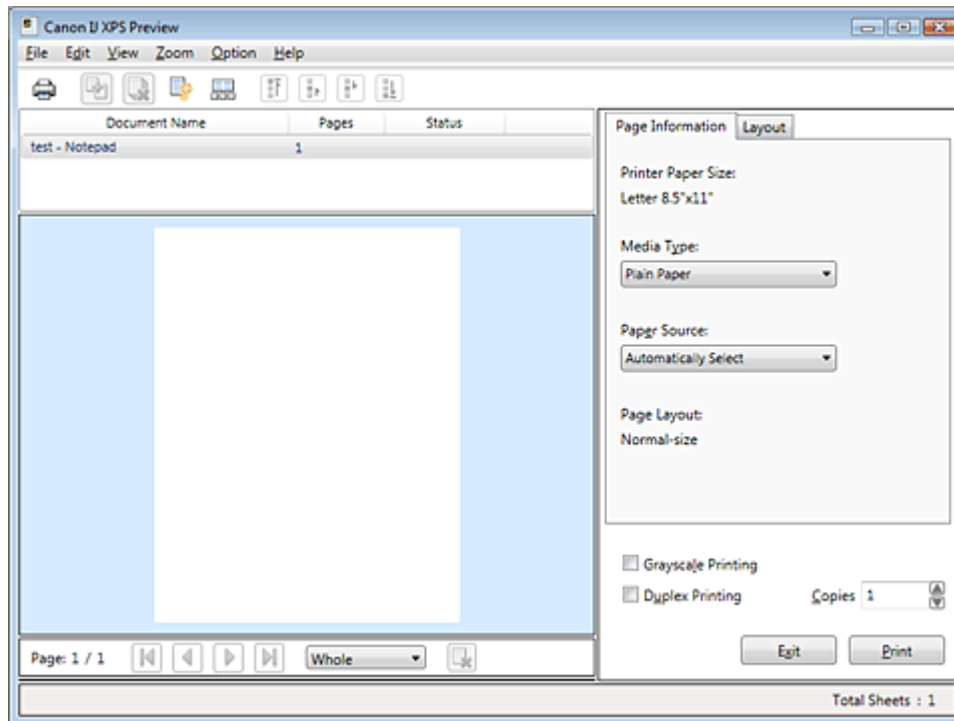 Canon IJ XPS Preview
File Edit View Zoom Option Help
Document Name Pages Status
test - Notepad 1
Page Information Layout
Printer Paper Size:
Letter 8.5"x11"
Media Type:
Plain Paper
Paper Source:
Automatically Select
Page Layout:
Normal-size
Grayscale Printing
Duplex Printing Copies 1
Page: 1 / 1 Whole
Exit Print
Total Sheets : 1